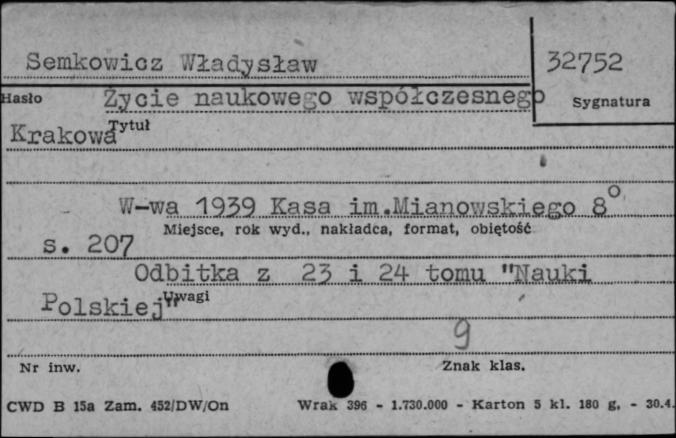 Semkowicz Władysław
32752
Hasło
Życie naukowego współczesnego
Sygnatura
Krakowa
Tytuł
W-wa 1939 Kasa im.Mianowskiego 8°
Miejsce, rok wyd., nakładca, format, objętość
s. 207
Odbitka z 23 i 24 tomu "Nauki
Polskiej"
Uwagi
9
Nr inw.
Znak klas.
CWD B 15a Zam. 452/DW/On
Wrak 396 - 1.730.000 - Karton 5 kl. 180 g. - 30.4.